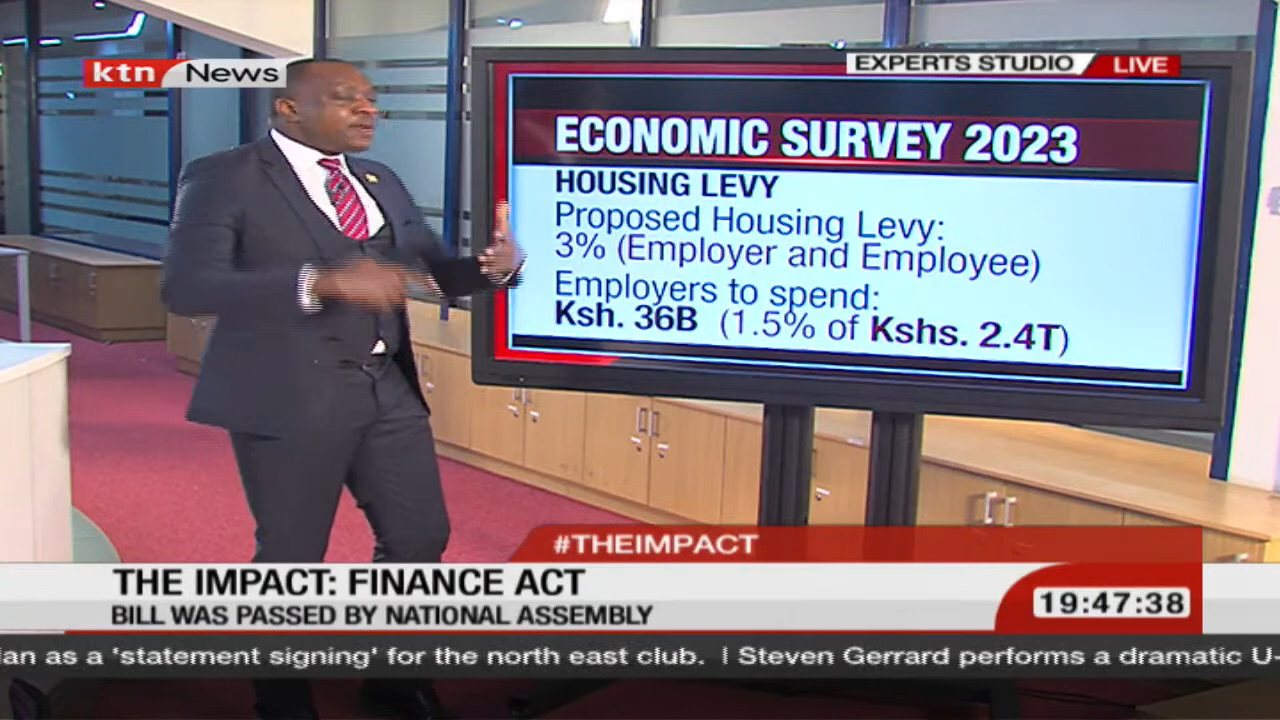 ktn News
EXPERTS STUDIO LIVE
ECONOMIC SURVEY 2023
HOUSING LEVY
Proposed Housing Levy:
3% (Employer and Employee)
Employers to spend:
Ksh. 36B (1.5% of Kshs. 2.4T)
#THEIMPACT
THE IMPACT: FINANCE ACT
BILL WAS PASSED BY NATIONAL ASSEMBLY
19:47:38
as a 'statement signing' for the north east club. | Steven Gerrard performs a dramatic U-